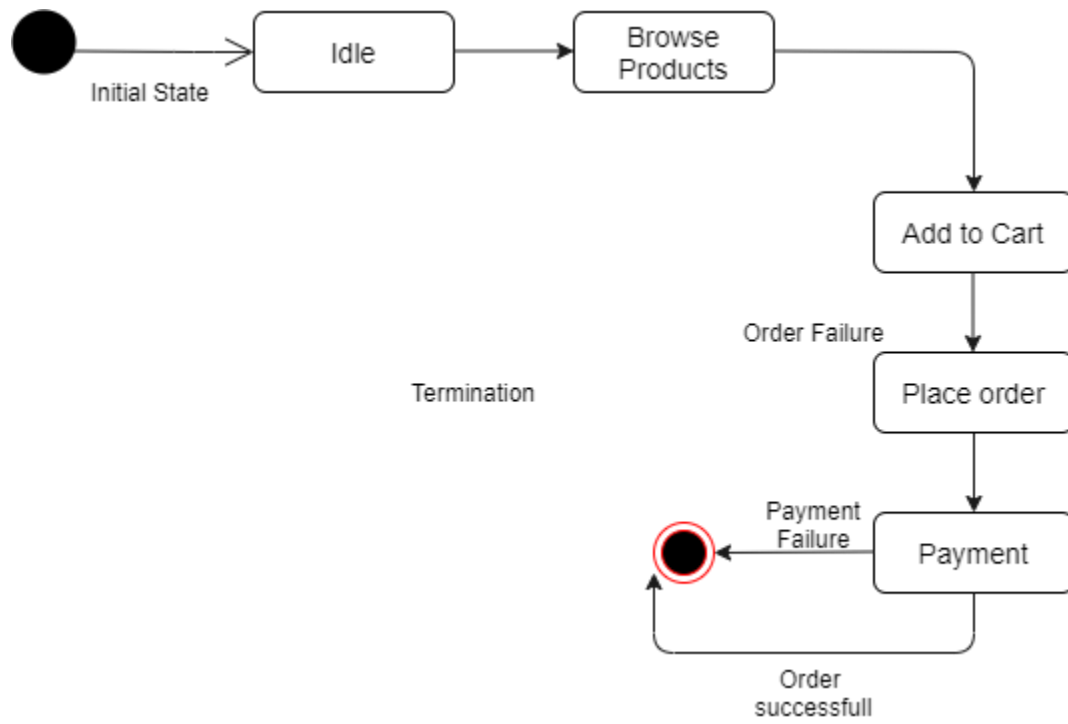 Idle
Browse
Products
Initial State
Add to Cart
Order Failure
Termination
Place order
Payment
Failure
Payment
Order
successfull